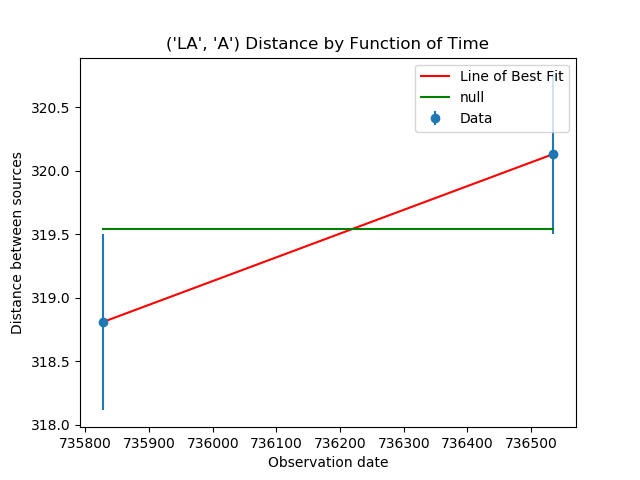 ('LA', 'A') Distance by Function of Time
Line of Best Fit
null
Data
Distance between sources
320.5
320.0
319.5
319.0
318.5
318.0
735800 735900 736000 736100 736200 736300 736400 736500
Observation date